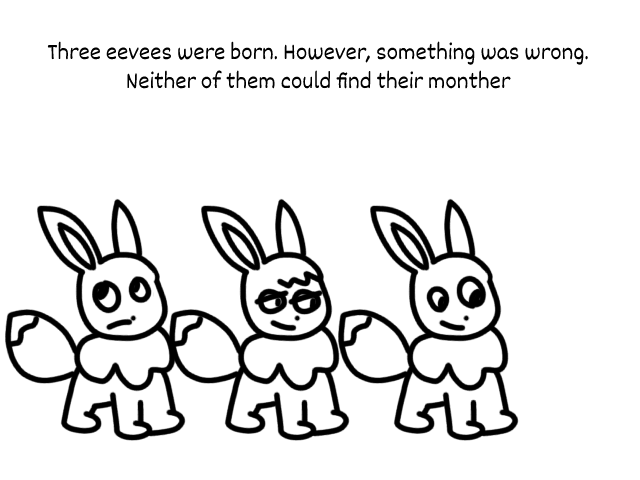 Three eevees were born. However, something was wrong.
Neither of them could find their monther